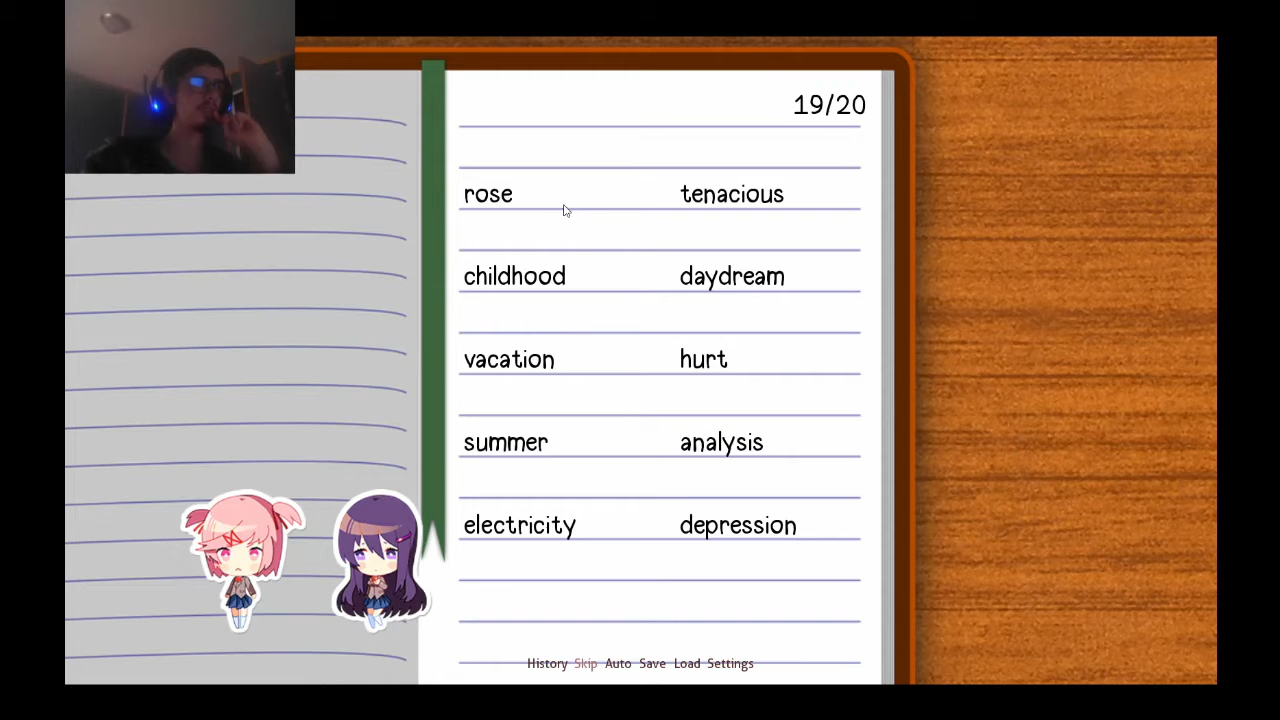 19/20
rose tenacious
childhood daydream
vacation hurt
summer analysis
electricity depression
History Skip Auto Save Load Settings